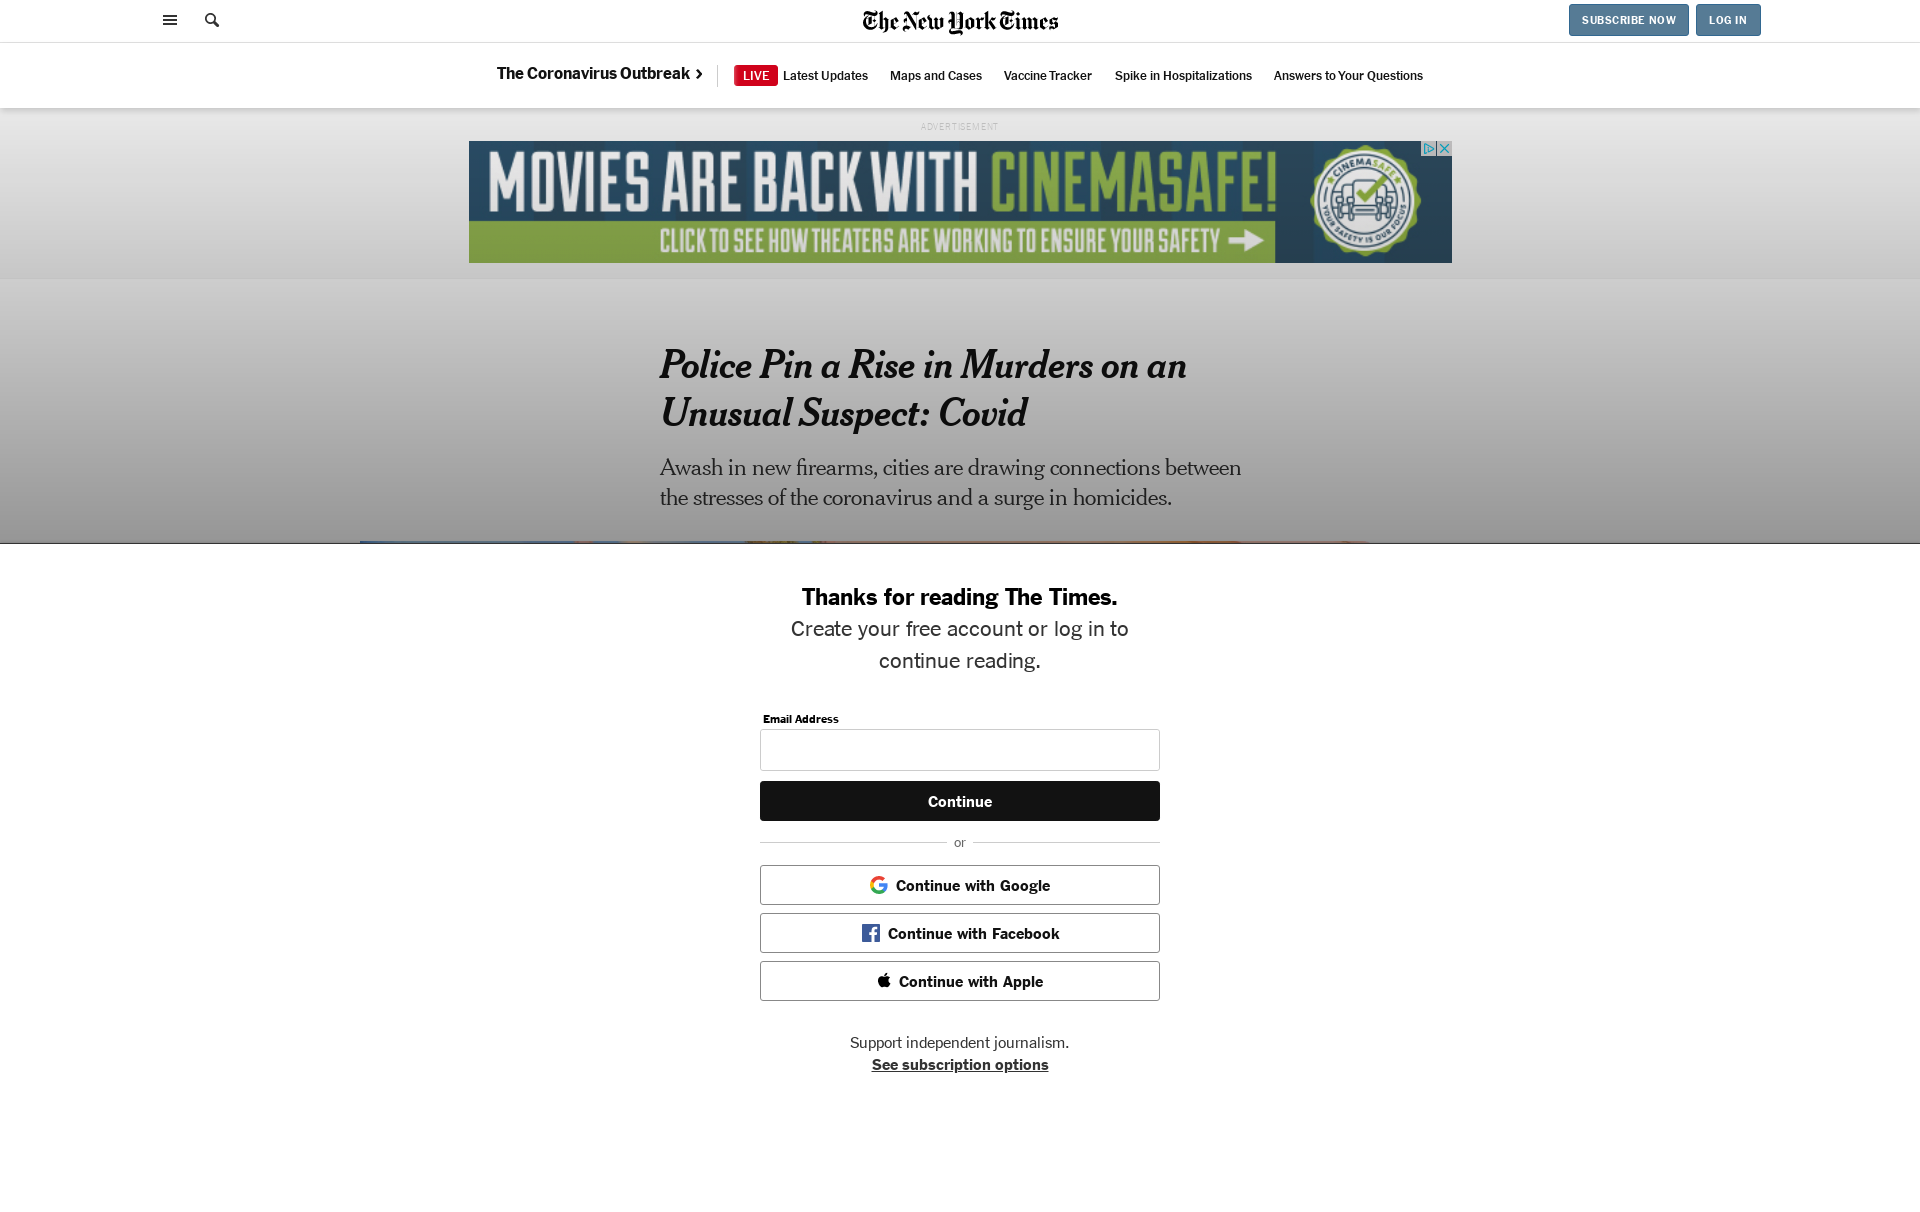 The New York Times
SUBSCRIBE NOW
LOG IN
The Coronavirus Outbreak
LIVE Latest Updates
Maps and Cases
Vaccine Tracker
Spike in Hospitalizations
Answers to Your Questions
ADVERTISEMENT
MOVIES ARE BACK WITH CINEMASAFE!
CLICK TO SEE HOW THEATERS ARE WORKING TO ENSURE YOUR SAFETY
CINEMASAFE
YOUR SAFETY IS OUR FOCUS
Police Pin a Rise in Murders on an
Unusual Suspect: Covid
Awash in new firearms, cities are drawing connections between
the stresses of the coronavirus and a surge in homicides.
Thanks for reading The Times.
Create your free account or log in to
continue reading.
Email Address
Continue
or
Continue with Google
Continue with Facebook
Continue with Apple
Support independent journalism.
See subscription options